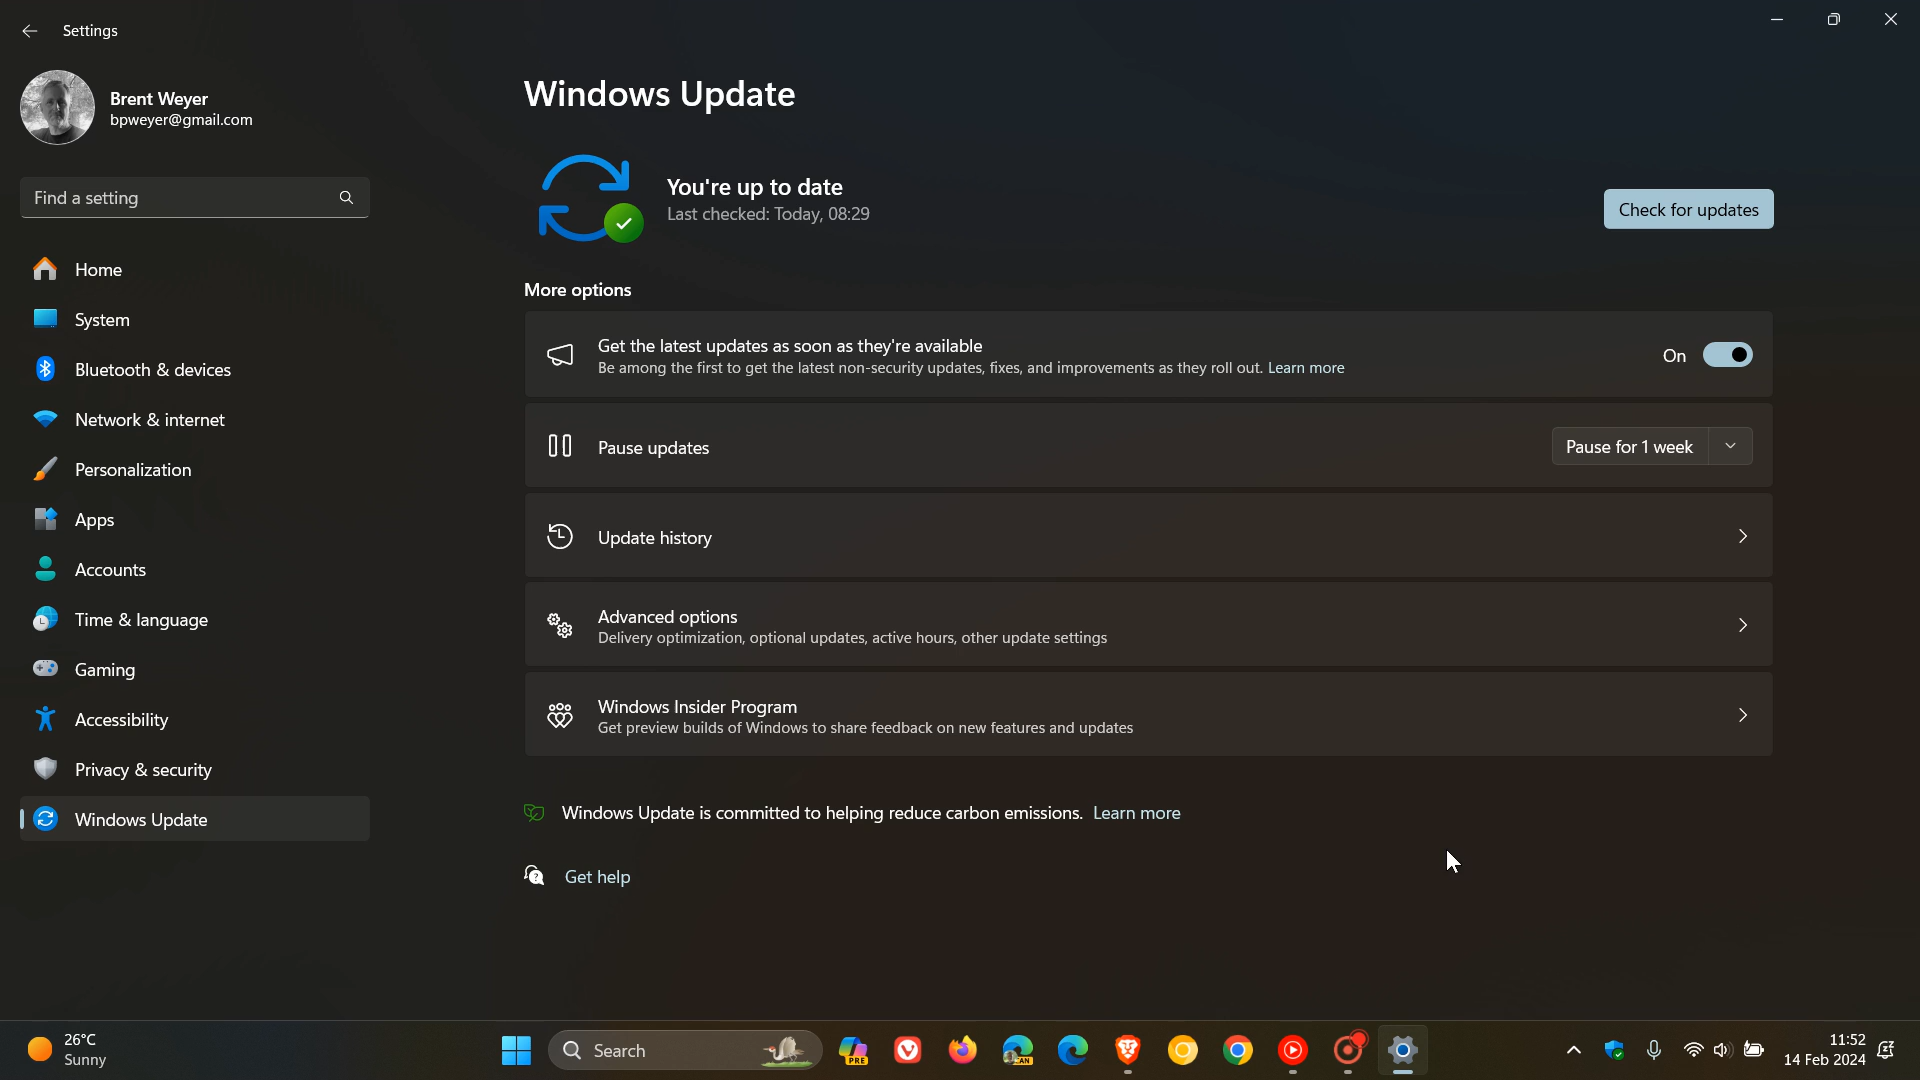 Settings
Brent Weyer
bpweyer@gmail.com
Find a setting
Home
System
Bluetooth & devices
Network & internet
Personalization
Apps
Accounts
Time & language
Gaming
Accessibility
Privacy & security
Windows Update
Windows Update
You're up to date
Last checked: Today, 08:29
Check for updates
More options
Get the latest updates as soon as they're available
Be among the first to get the latest non-security updates, fixes, and improvements as they roll out. Learn more
On
Pause updates
Pause for 1 week
Update history
Advanced options
Delivery optimization, optional updates, active hours, other update settings
Windows Insider Program
Get preview builds of Windows to share feedback on new features and updates
Windows Update is committed to helping reduce carbon emissions. Learn more
Get help
26°C
Sunny
Search
PRE
CAN
11:52
14 Feb 2024